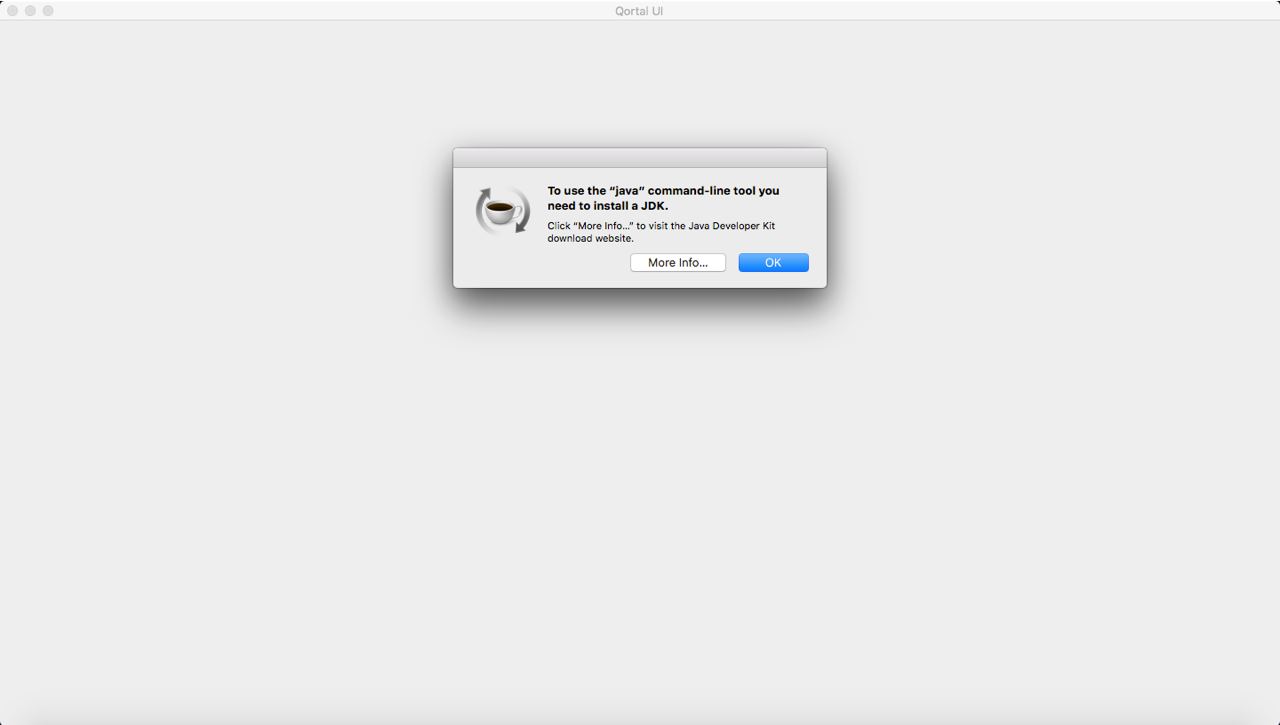 Qortal UI
To use the “java” command-line tool you
need to install a JDK.
Click “More Info...” to visit the Java Developer Kit
download website.
More Info...
OK